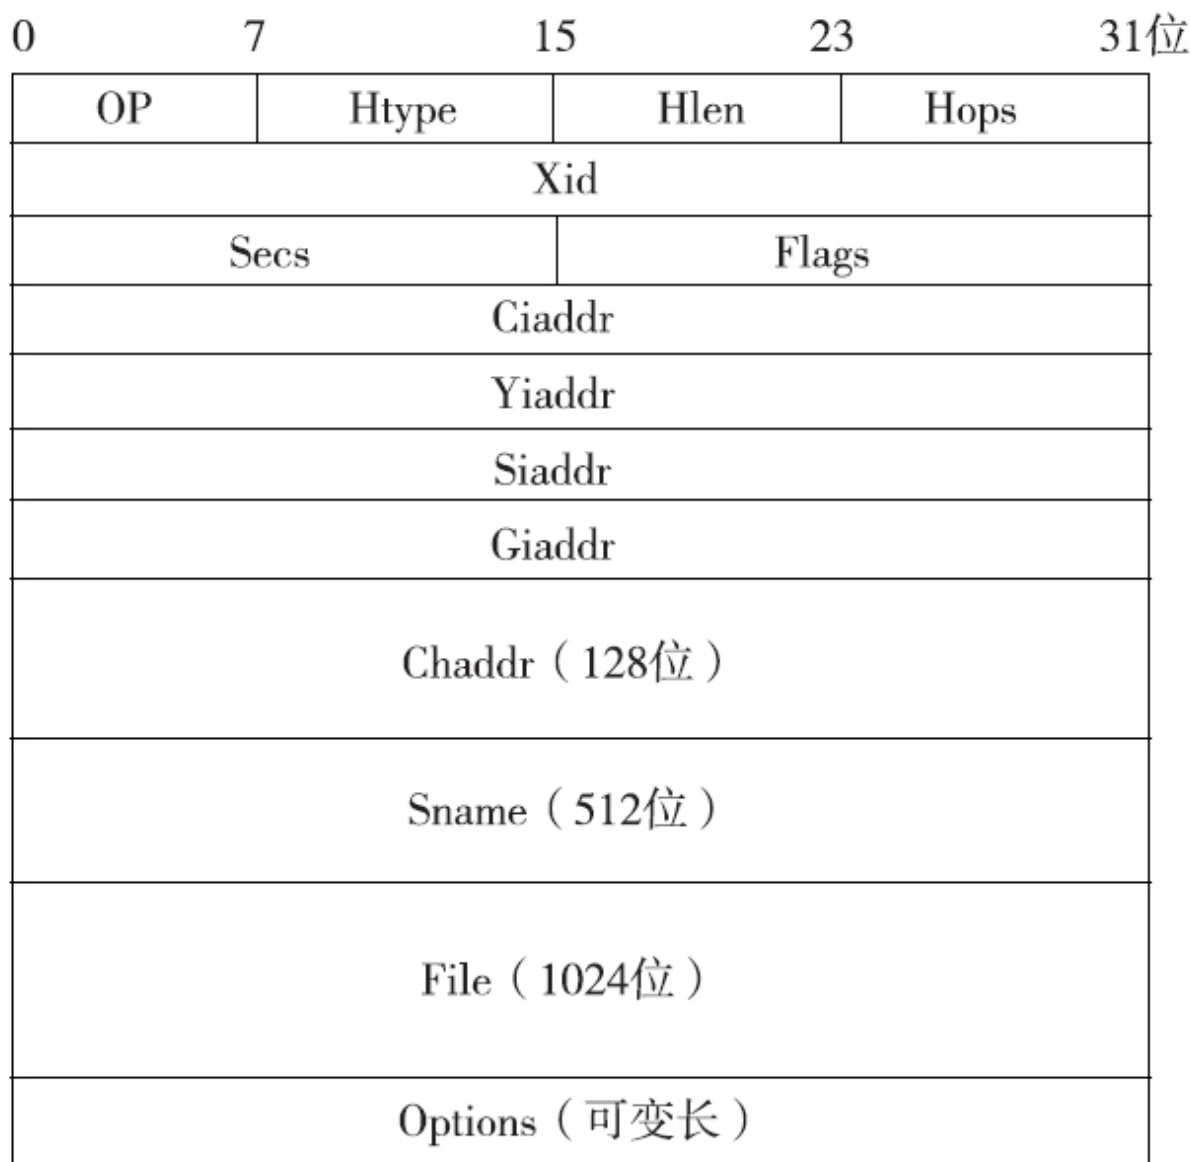 0 7 15 23 31位
OP Htype Hlen Hops
Xid
Secs Flags
Ciaddr
Yiaddr
Siaddr
Giaddr
Chaddr（128位）
Sname（512位）
File（1024位）
Options（可变长）